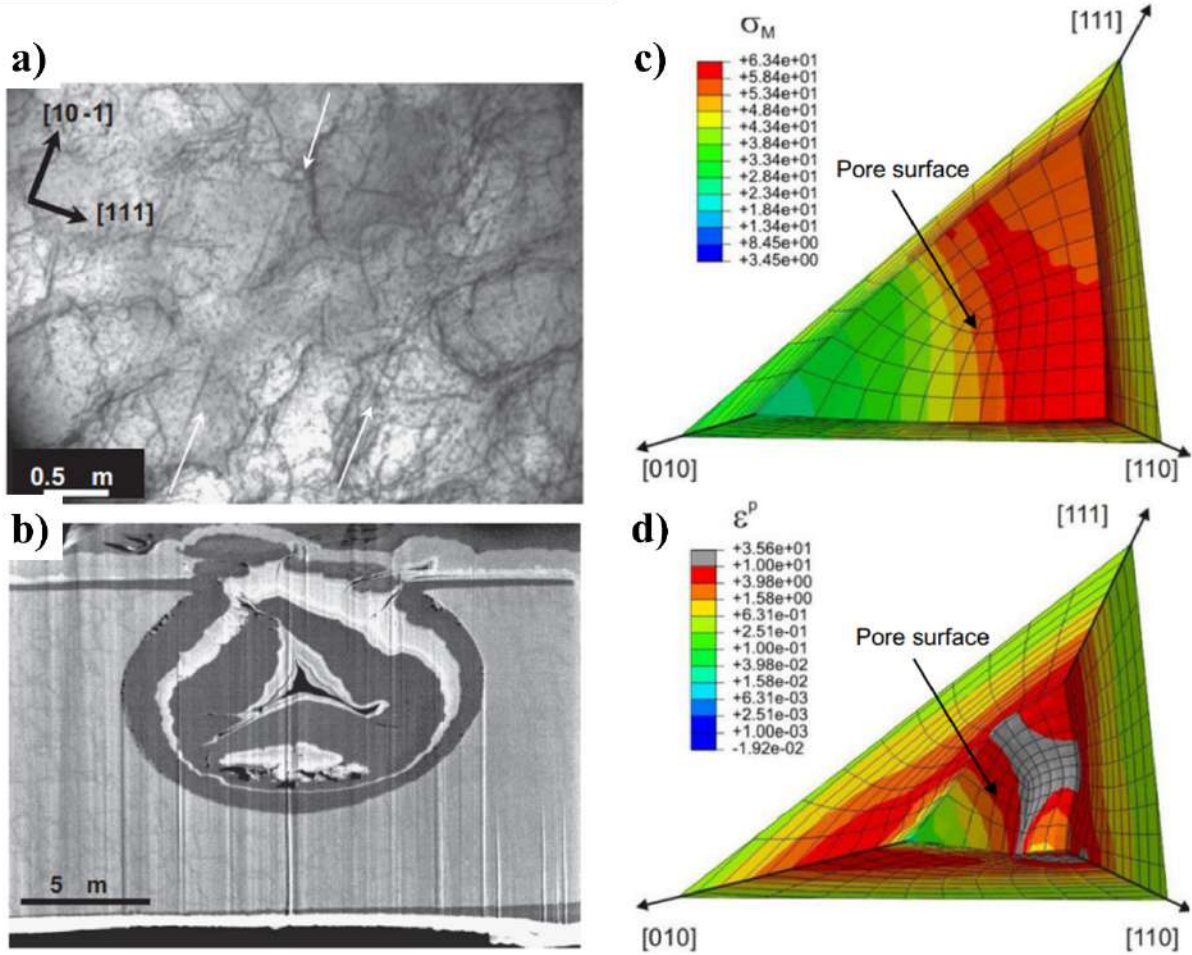 a)
[10 -1]
[111]
0.5 m
b)
5 m
c)
σM
+6.34e+01
+5.84e+01
+5.34e+01
+4.84e+01
+4.34e+01
+3.84e+01
+3.34e+01
+2.84e+01
+2.34e+01
+1.84e+01
+1.34e+01
+8.45e+00
+3.45e+00
[111]
Pore surface
[010]
[110]
d)
εp
+3.56e+01
+1.00e+01
+3.98e+00
+1.58e+00
+6.31e-01
+2.51e-01
+1.00e-01
+3.98e-02
+1.58e-02
+6.31e-03
+2.51e-03
+1.00e-03
-1.92e-02
[111]
Pore surface
[010]
[110]